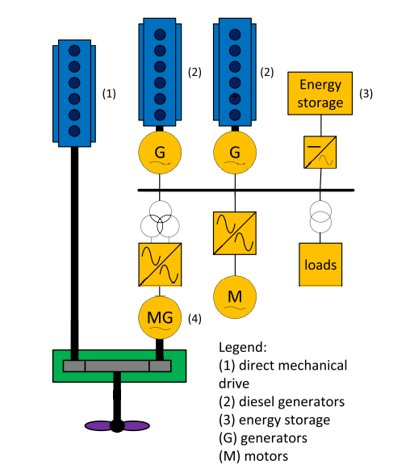 (1)
(2)
(2)
Energy
storage
(3)
G
G
loads
M
MG
(4)
Legend:
(1) direct mechanical
drive
(2) diesel generators
(3) energy storage
(G) generators
(M) motors